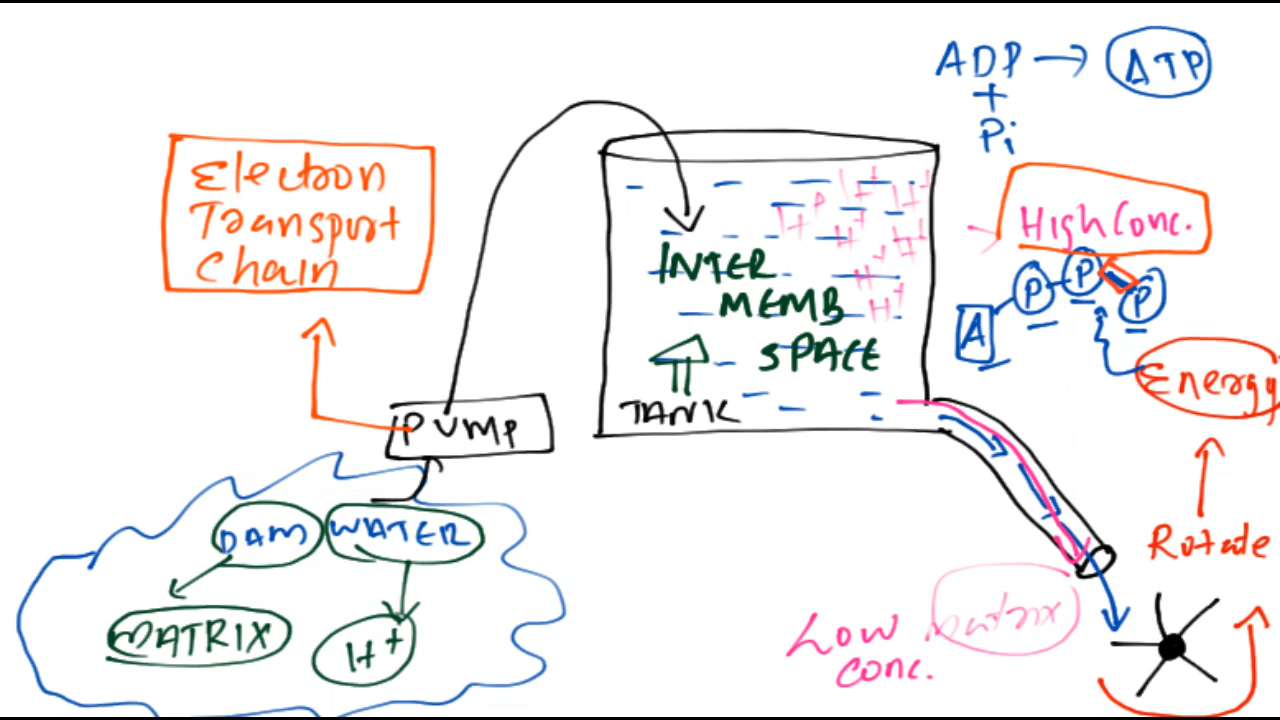 ADP → ATP
+
Pi
Electron
Transport
Chain
High Conc.
H+ H+
H+ H+ H+
H+
H+
INTER
MEMB
SPACE
TANK
A P P P
Energy
PUMP
DAM WATER
MATRIX H+
Rotate
Low matrix
conc.